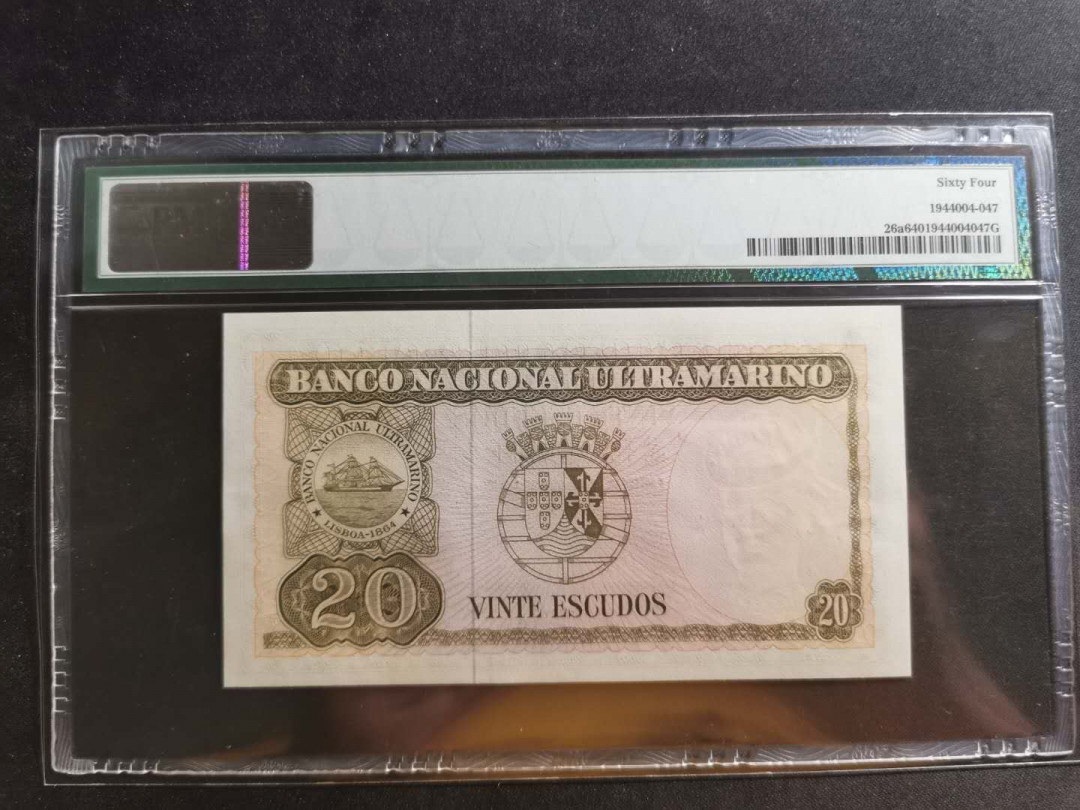 Sixty Four
1944004-047
26a6401944004047G
BANCO NACIONAL ULTRAMARINO
BANCO NACIONAL ULTRAMARINO
LISBOA-1864
20
VINTE ESCUDOS
20